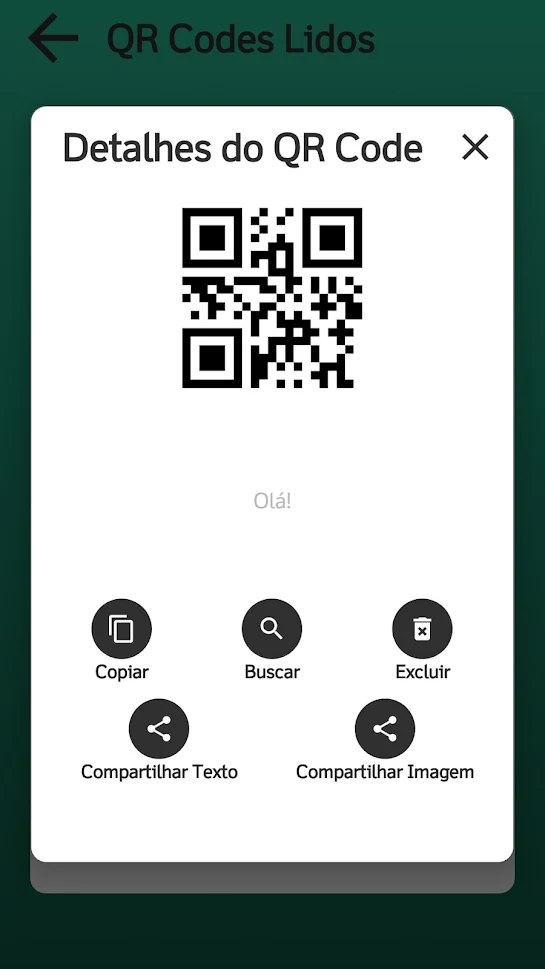 QR Codes Lidos
Detalhes do QR Code
Olá!
Copiar
Buscar
Excluir
Compartilhar Texto
Compartilhar Imagem